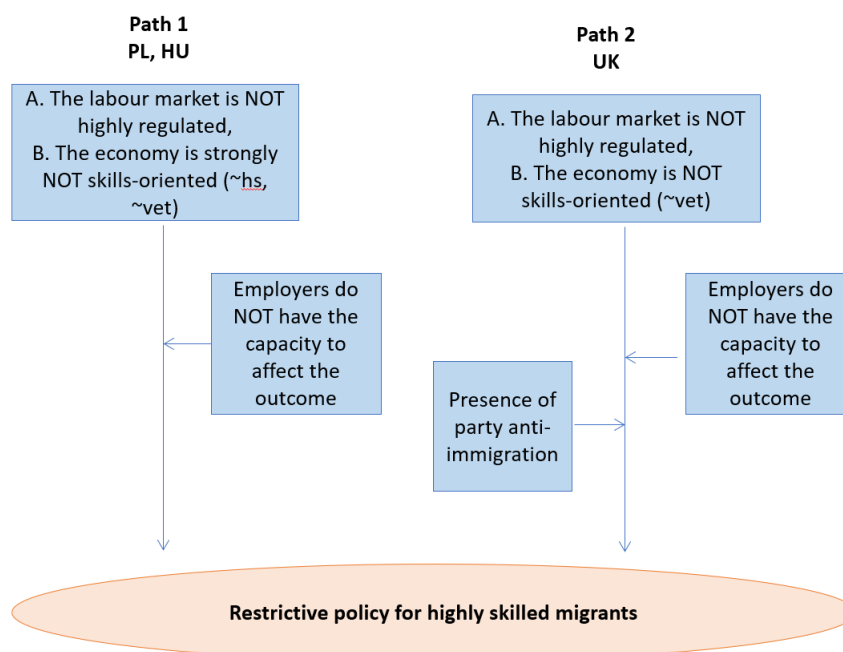 Path 1
PL, HU
A. The labour market is NOT
highly regulated,
B. The economy is strongly
NOT skills-oriented (~hs,
~vet)
Employers do
NOT have the
capacity to
affect the
outcome
Path 2
UK
A. The labour market is NOT
highly regulated,
B. The economy is NOT
skills-oriented (~vet)
Employers do
NOT have the
capacity to
affect the
outcome
Presence of
party anti-
immigration
Restrictive policy for highly skilled migrants